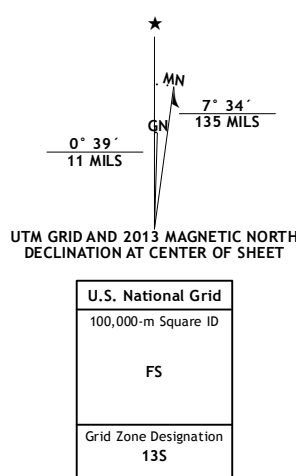 MN
7° 34´
135 MILS
GN
0° 39´
11 MILS
UTM GRID AND 2013 MAGNETIC NORTH
DECLINATION AT CENTER OF SHEET
U.S. National Grid
100,000-m Square ID
FS
Grid Zone Designation
13S